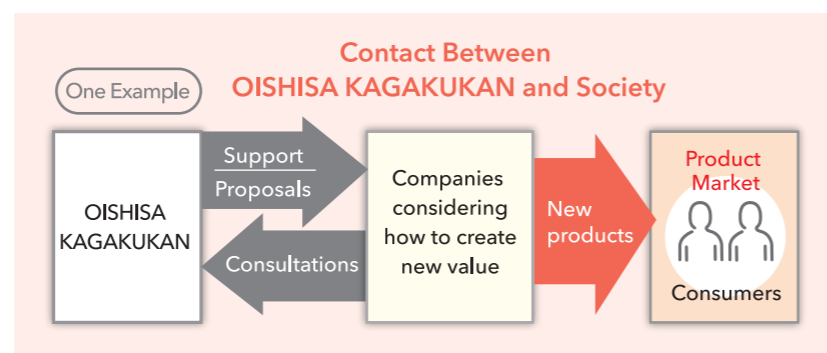 Contact Between
OISHISA KAGAKUKAN and Society
One Example
OISHISA
KAGAKUKAN
Support
Proposals
Consultations
Companies
considering
how to create
new value
New
products
Product
Market
Consumers